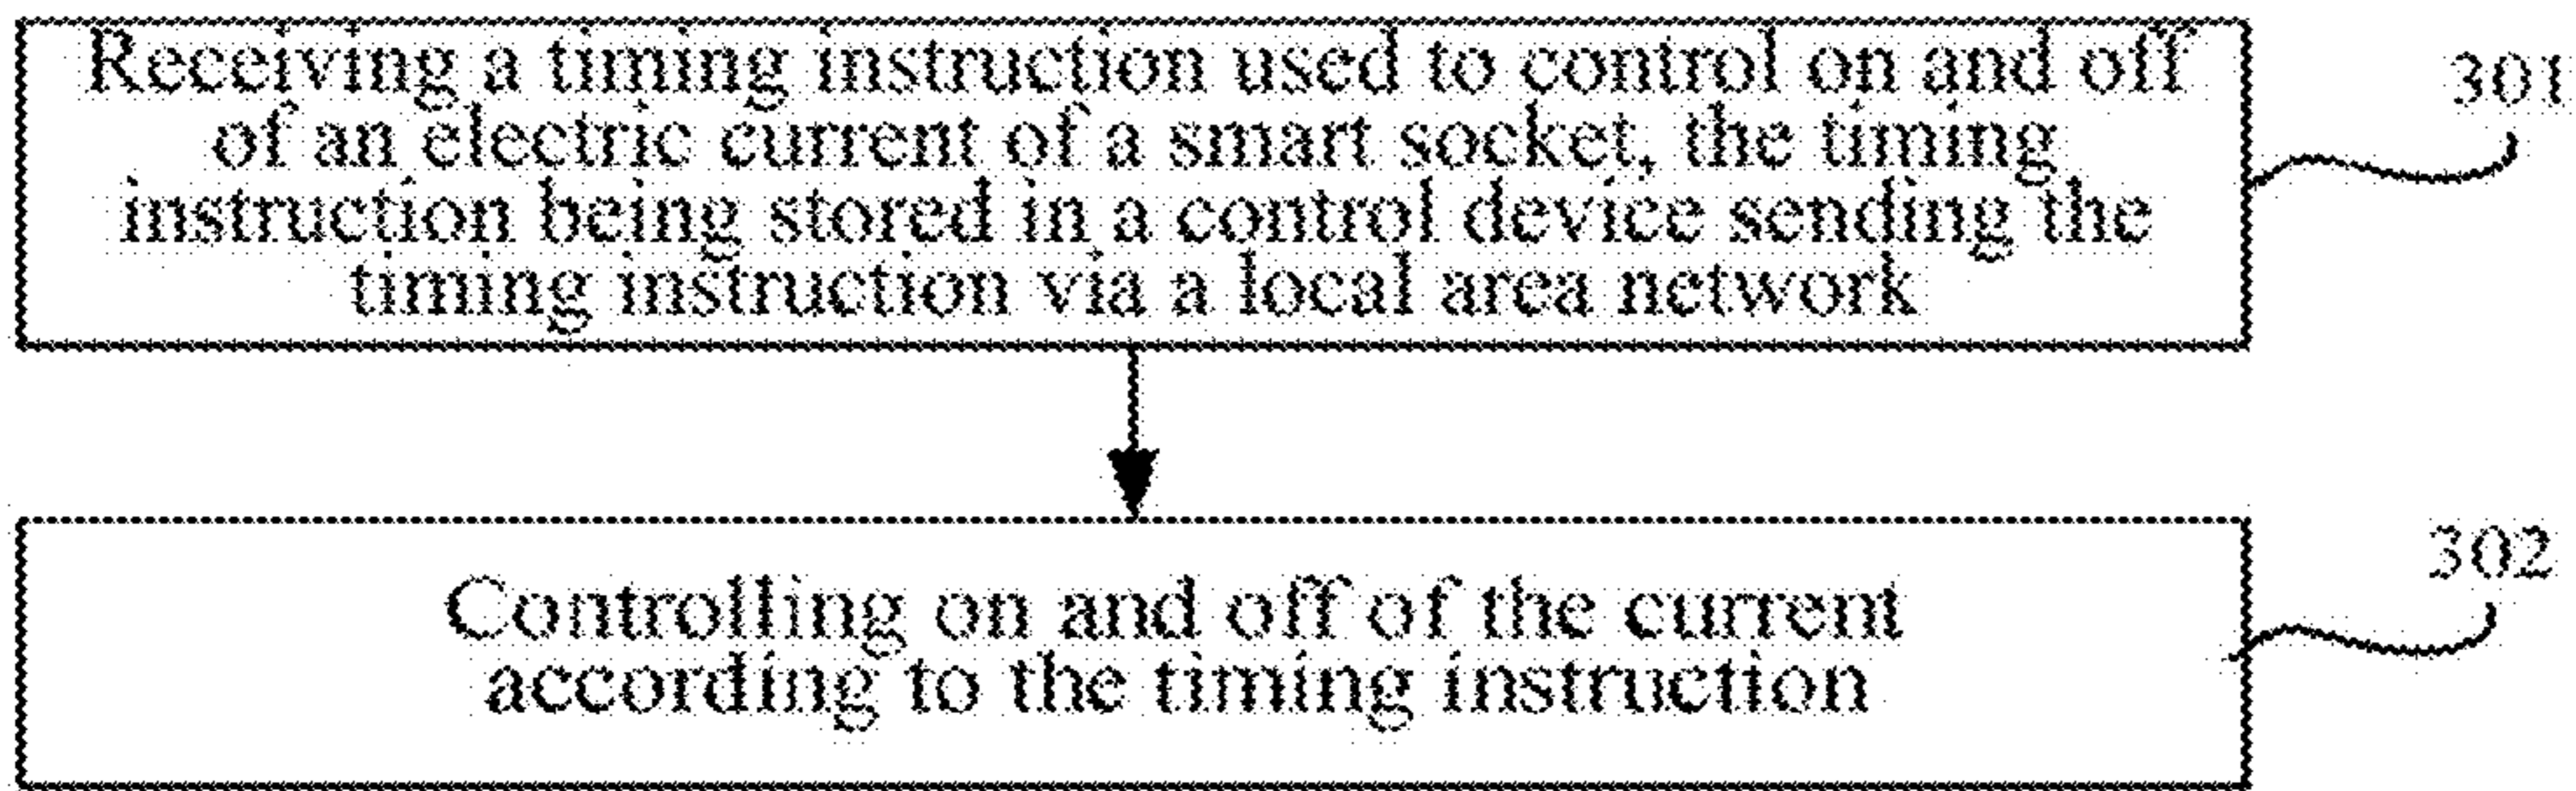 Receiving a timing instruction used to control on and off
of an electric current of a smart socket, the timing
instruction being stored in a control device sending the
timing instruction via a local area network
301
Controlling on and off of the current
according to the timing instruction
302